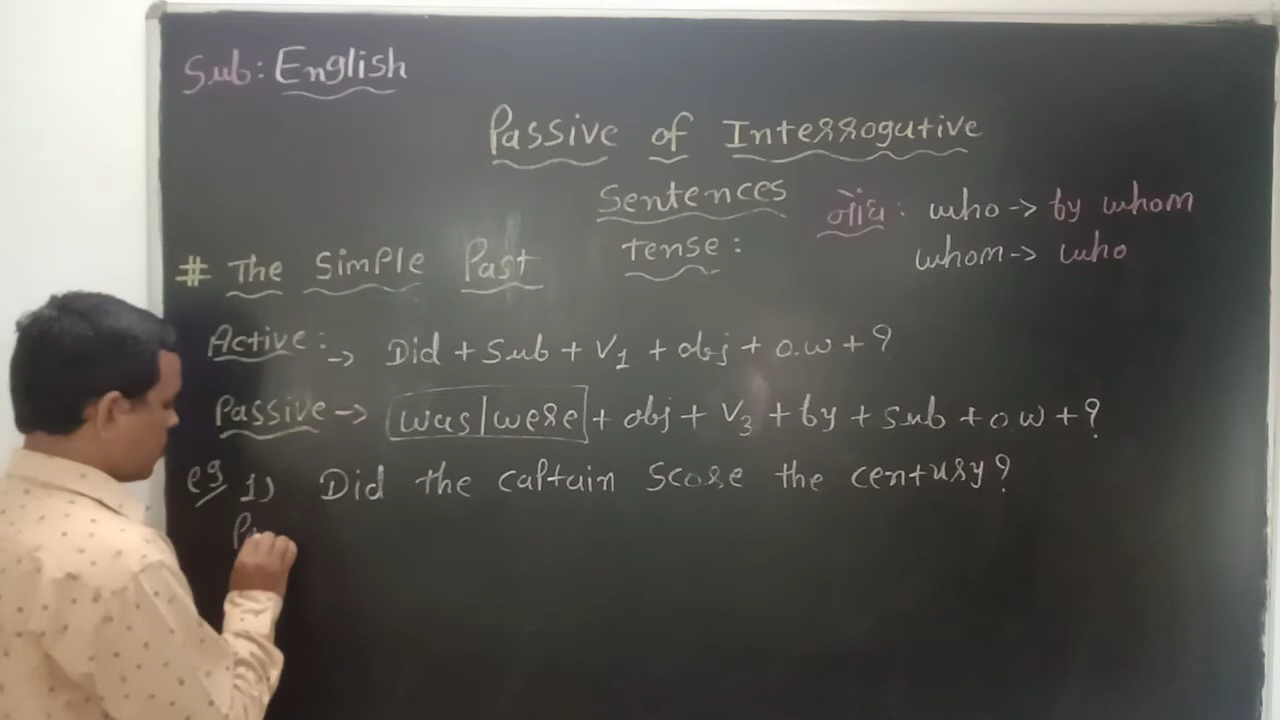 Sub: English
Passive of Interrogative
Sentences
નોંધ: who -> by whom
whom -> who
# The Simple Past tense:
Active: -> Did + Sub + V1 + obj + o.w + ?
Passive -> was/were + obj + V3 + by + sub + o.w + ?
eg 1) Did the captain Score the century?